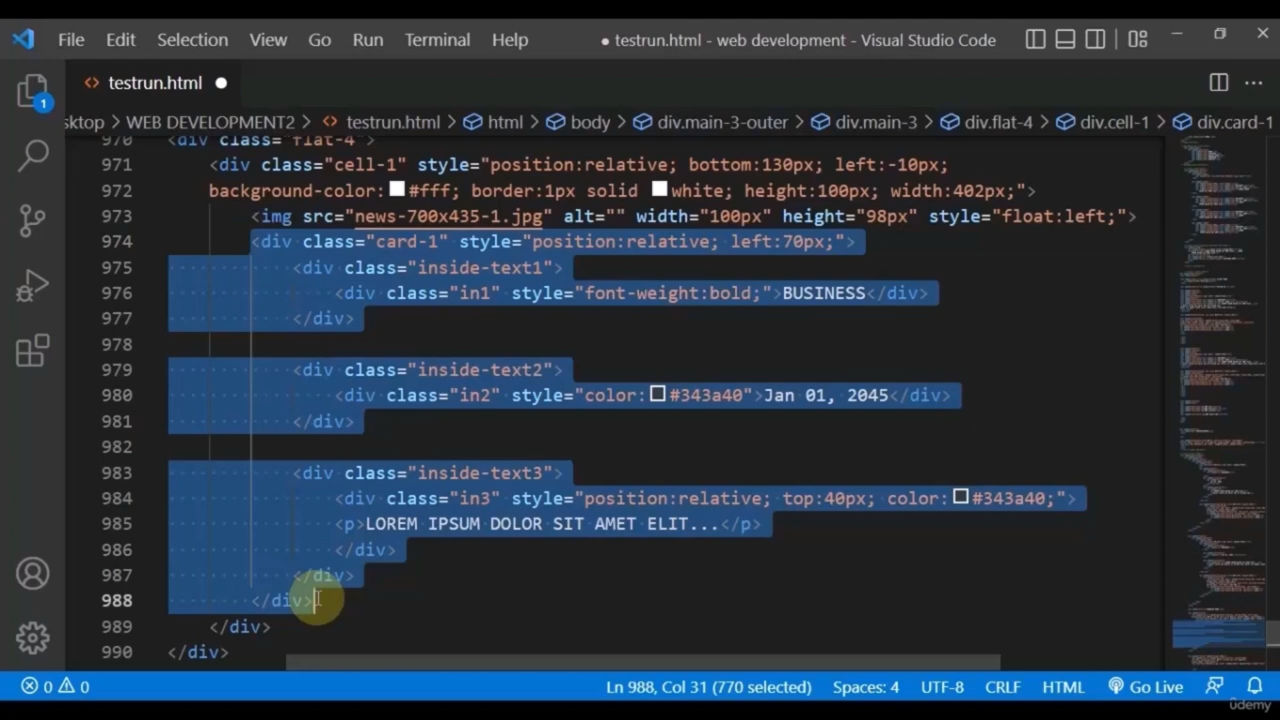 File Edit Selection View Go Run Terminal Help ● testrun.html - web development - Visual Studio Code
<> testrun.html ●
1
sktop > WEB DEVELOPMENT2 > <> testrun.html > html > body > div.main-3-outer > div.main-3 > div.flat-4 > div.cell-1 > div.card-1
970 <div class="flat-4">
971 <div class="cell-1" style="position:relative; bottom:130px; left:-10px;
972 background-color:#fff; border:1px solid white; height:100px; width:402px;">
973 <img src="news-700x435-1.jpg" alt="" width="100px" height="98px" style="float:left;">
974 <div class="card-1" style="position:relative; left:70px;">
975 <div class="inside-text1">
976 <div class="in1" style="font-weight:bold;">BUSINESS</div>
977 </div>
978
979 <div class="inside-text2">
980 <div class="in2" style="color:#343a40">Jan 01, 2045</div>
981 </div>
982
983 <div class="inside-text3">
984 <div class="in3" style="position:relative; top:40px; color:#343a40;">
985 <p>LOREM IPSUM DOLOR SIT AMET ELIT...</p>
986 </div>
987 </div>
988 </div>
989 </div>
990 </div>
0 0 Ln 988, Col 31 (770 selected) Spaces: 4 UTF-8 CRLF HTML Go Live
ûdemy